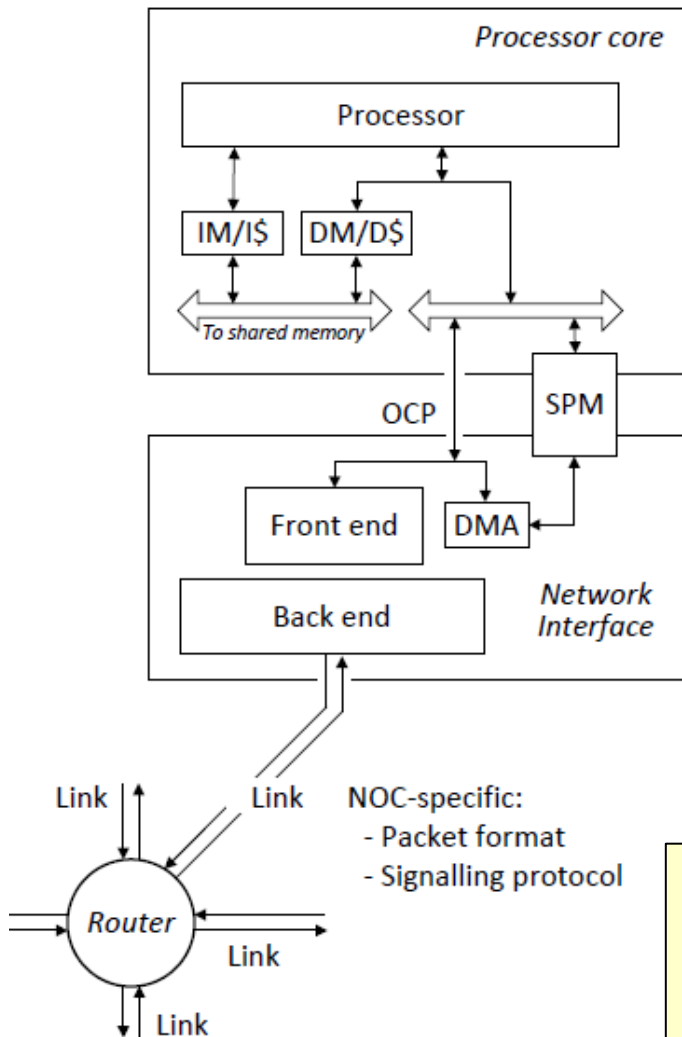 Processor core
Processor
IM/I$
DM/D$
To shared memory
OCP
SPM
Front end
DMA
Back end
Network
Interface
Link
Link
NOC-specific:
- Packet format
- Signalling protocol
Router
Link
Link